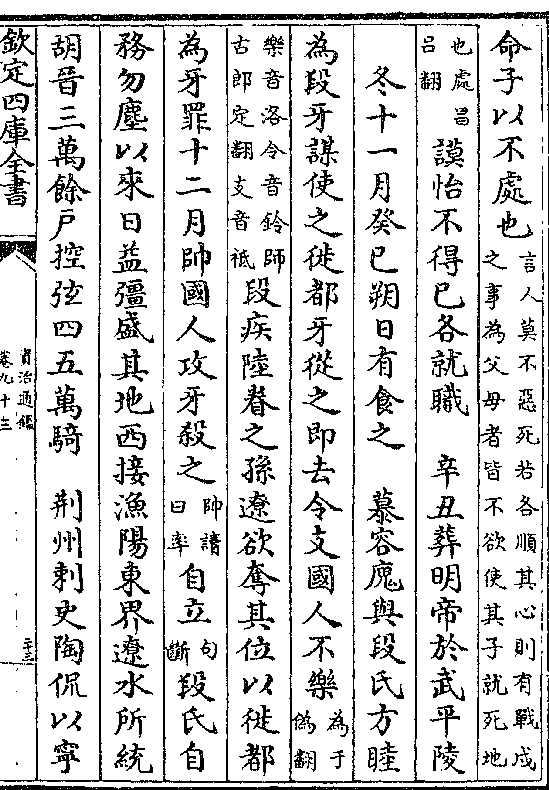 命子以不處也言人莫不惡死若各順其心則有戰戍之事為父母者皆不欲使其子就死地
也處昌呂翻謨怡不得已各就職　辛丑葬明帝於武平陵
冬十一月癸巳朔日有食之　慕容廆與段氏方睦
為段牙謀使之徙都牙從之即去令支國人不樂為于偽翻
樂音洛令音鈴師古郎定翻支音祇段疾陸眷之孫遼欲奪其位以徙都
為牙罪十二月帥國人攻牙殺之帥讀曰率自立句斷段氏自
務勿塵以來日益彊盛其地西接漁陽東界遼水所統
胡晉三萬餘戶控弦四五萬騎　荊州刺史陶侃以寧
欽定四庫全書
資治通鑑
卷九十三
二十三